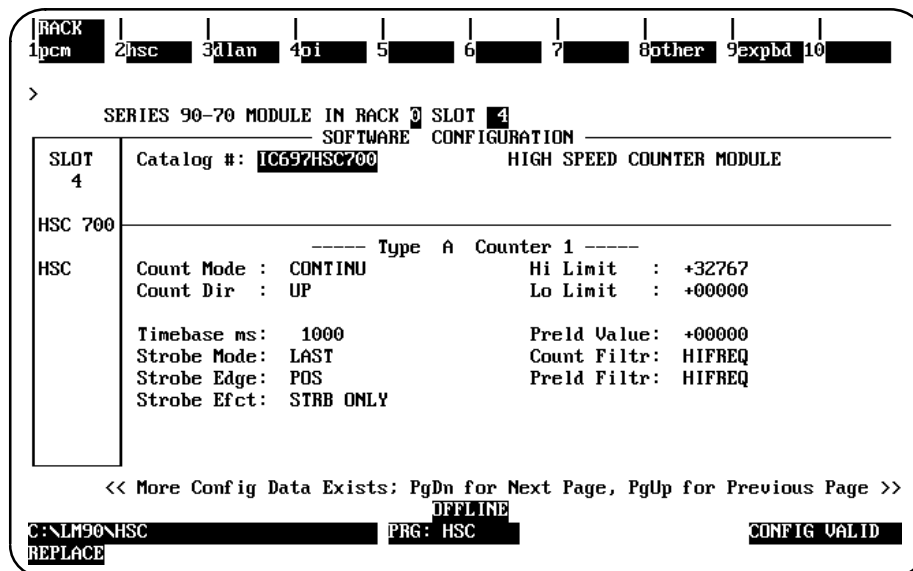 RACK
1pcm 2hsc 3dlan 4oi 5 6 7 8other 9expbd 10
>
SERIES 90-70 MODULE IN RACK 0 SLOT 4
SOFTWARE CONFIGURATION
SLOT Catalog #: IC697HSC700 HIGH SPEED COUNTER MODULE
4
HSC 700
----- Type A Counter 1 -----
HSC Count Mode : CONTINU Hi Limit : +32767
Count Dir : UP Lo Limit : +00000
Timebase ms: 1000 Preld Value: +00000
Strobe Mode: LAST Count Filtr: HIFREQ
Strobe Edge: POS Preld Filtr: HIFREQ
Strobe Efct: STRB ONLY
<< More Config Data Exists; PgDn for Next Page, PgUp for Previous Page >>
OFFLINE
C:\LM90\HSC PRG: HSC CONFIG VALID
REPLACE